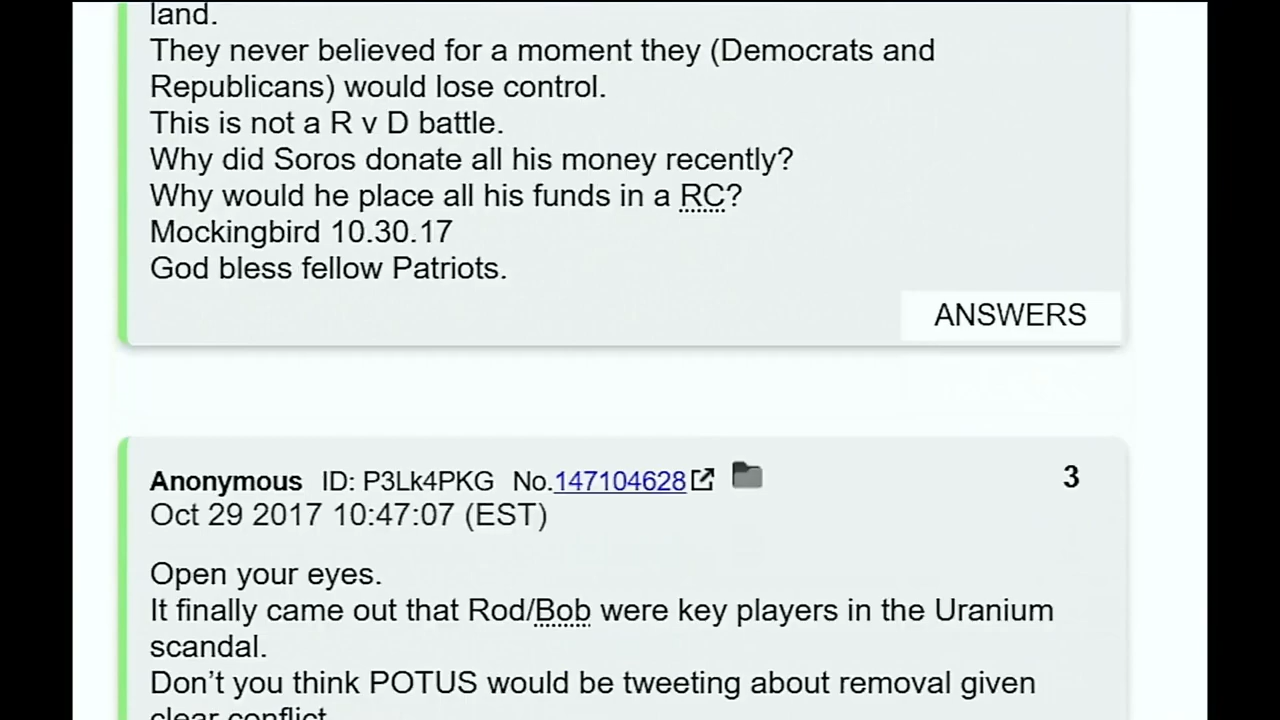 land.
They never believed for a moment they (Democrats and
Republicans) would lose control.
This is not a R v D battle.
Why did Soros donate all his money recently?
Why would he place all his funds in a RC?
Mockingbird 10.30.17
God bless fellow Patriots.
ANSWERS
Anonymous ID: P3Lk4PKG No.147104628 3
Oct 29 2017 10:47:07 (EST)
Open your eyes.
It finally came out that Rod/Bob were key players in the Uranium
scandal.
Don’t you think POTUS would be tweeting about removal given
clear conflict